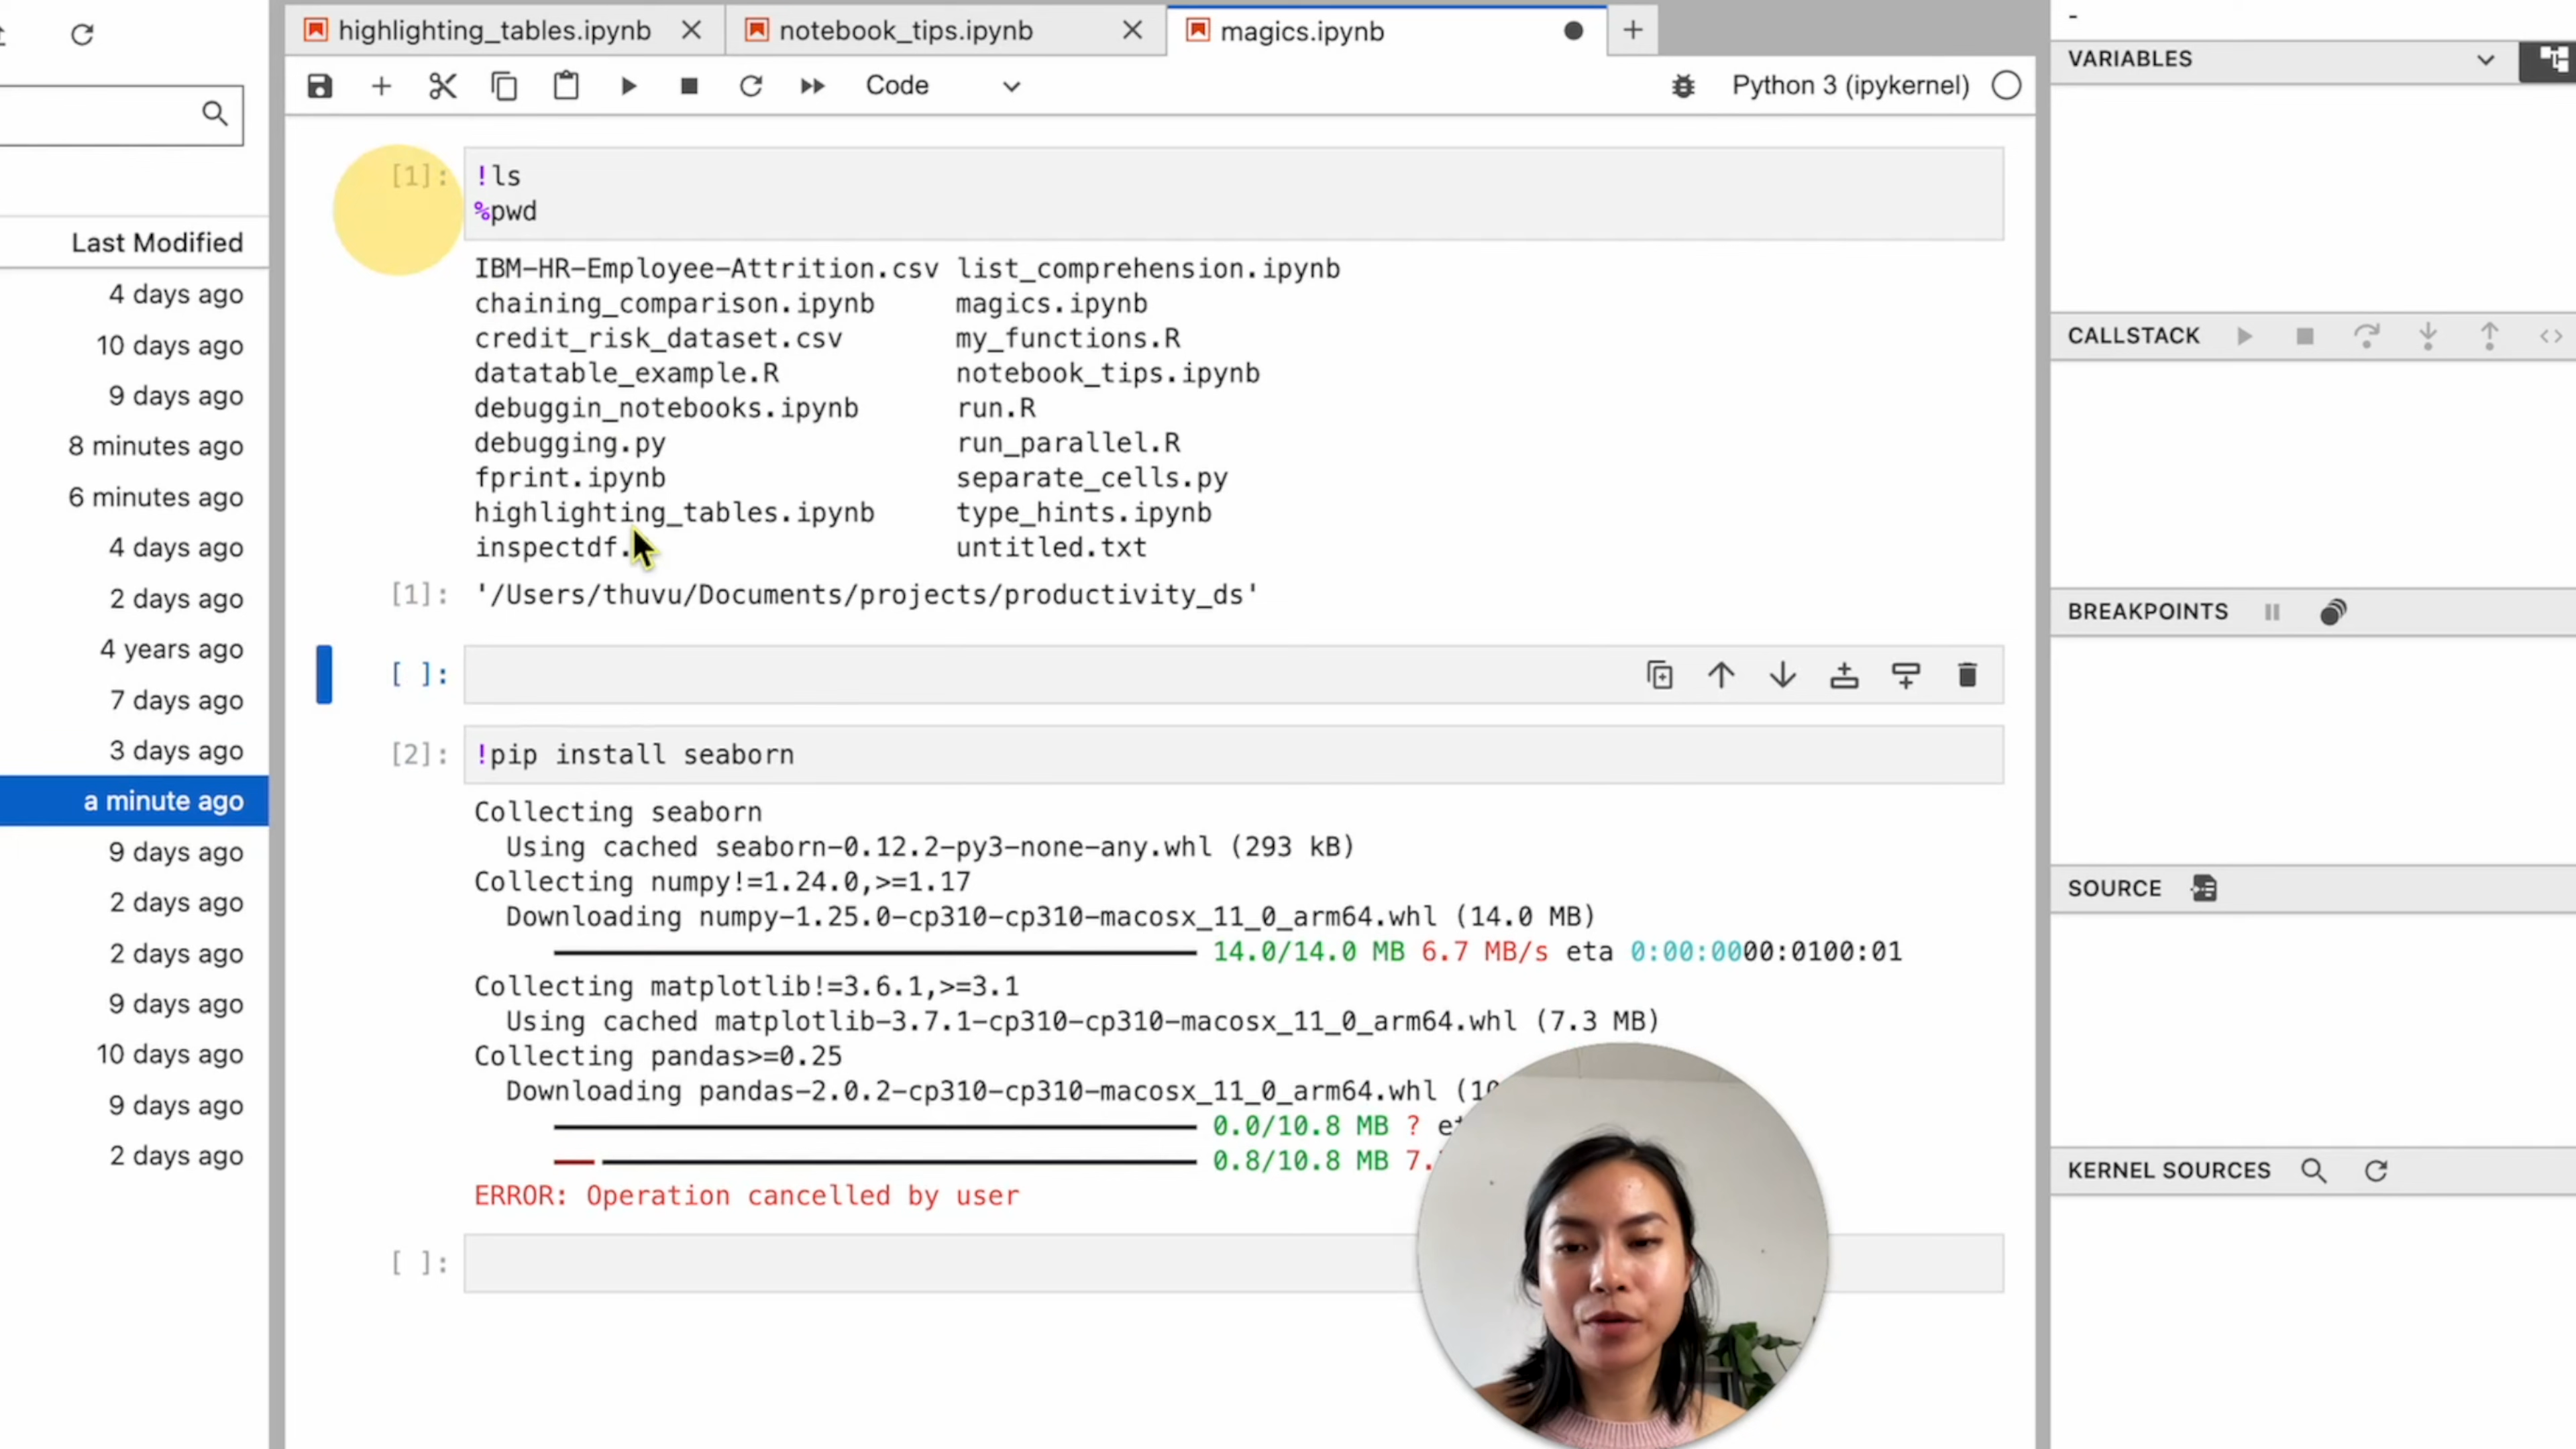 highlighting_tables.ipynb
notebook_tips.ipynb
magics.ipynb
Code
Python 3 (ipykernel)
Last Modified
4 days ago
10 days ago
9 days ago
8 minutes ago
6 minutes ago
4 days ago
2 days ago
4 years ago
7 days ago
3 days ago
a minute ago
9 days ago
2 days ago
2 days ago
9 days ago
10 days ago
9 days ago
2 days ago
[1]: !ls
%pwd
IBM-HR-Employee-Attrition.csv list_comprehension.ipynb
chaining_comparison.ipynb magics.ipynb
credit_risk_dataset.csv my_functions.R
datatable_example.R notebook_tips.ipynb
debuggin_notebooks.ipynb run.R
debugging.py run_parallel.R
fprint.ipynb separate_cells.py
highlighting_tables.ipynb type_hints.ipynb
inspectdf. untitled.txt
[1]: '/Users/thuvu/Documents/projects/productivity_ds'
[ ]:
[2]: !pip install seaborn
Collecting seaborn
Using cached seaborn-0.12.2-py3-none-any.whl (293 kB)
Collecting numpy!=1.24.0,>=1.17
Downloading numpy-1.25.0-cp310-cp310-macosx_11_0_arm64.whl (14.0 MB)
14.0/14.0 MB 6.7 MB/s eta 0:00:0000:0100:01
Collecting matplotlib!=3.6.1,>=3.1
Using cached matplotlib-3.7.1-cp310-cp310-macosx_11_0_arm64.whl (7.3 MB)
Collecting pandas>=0.25
Downloading pandas-2.0.2-cp310-cp310-macosx_11_0_arm64.whl (10
0.0/10.8 MB ?
0.8/10.8 MB 7.
ERROR: Operation cancelled by user
[ ]:
VARIABLES
CALLSTACK
BREAKPOINTS
SOURCE
KERNEL SOURCES